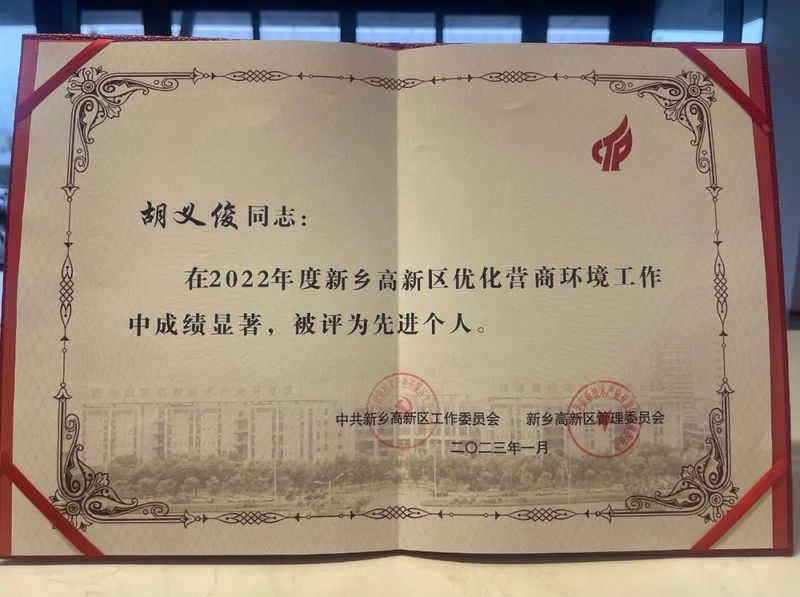 胡义俊同志：
在2022年度新乡高新区优化营商环境工作
中成绩显著，被评为先进个人。
中共新乡高新区工作委员会 新乡高新区管理委员会
二〇二三年一月